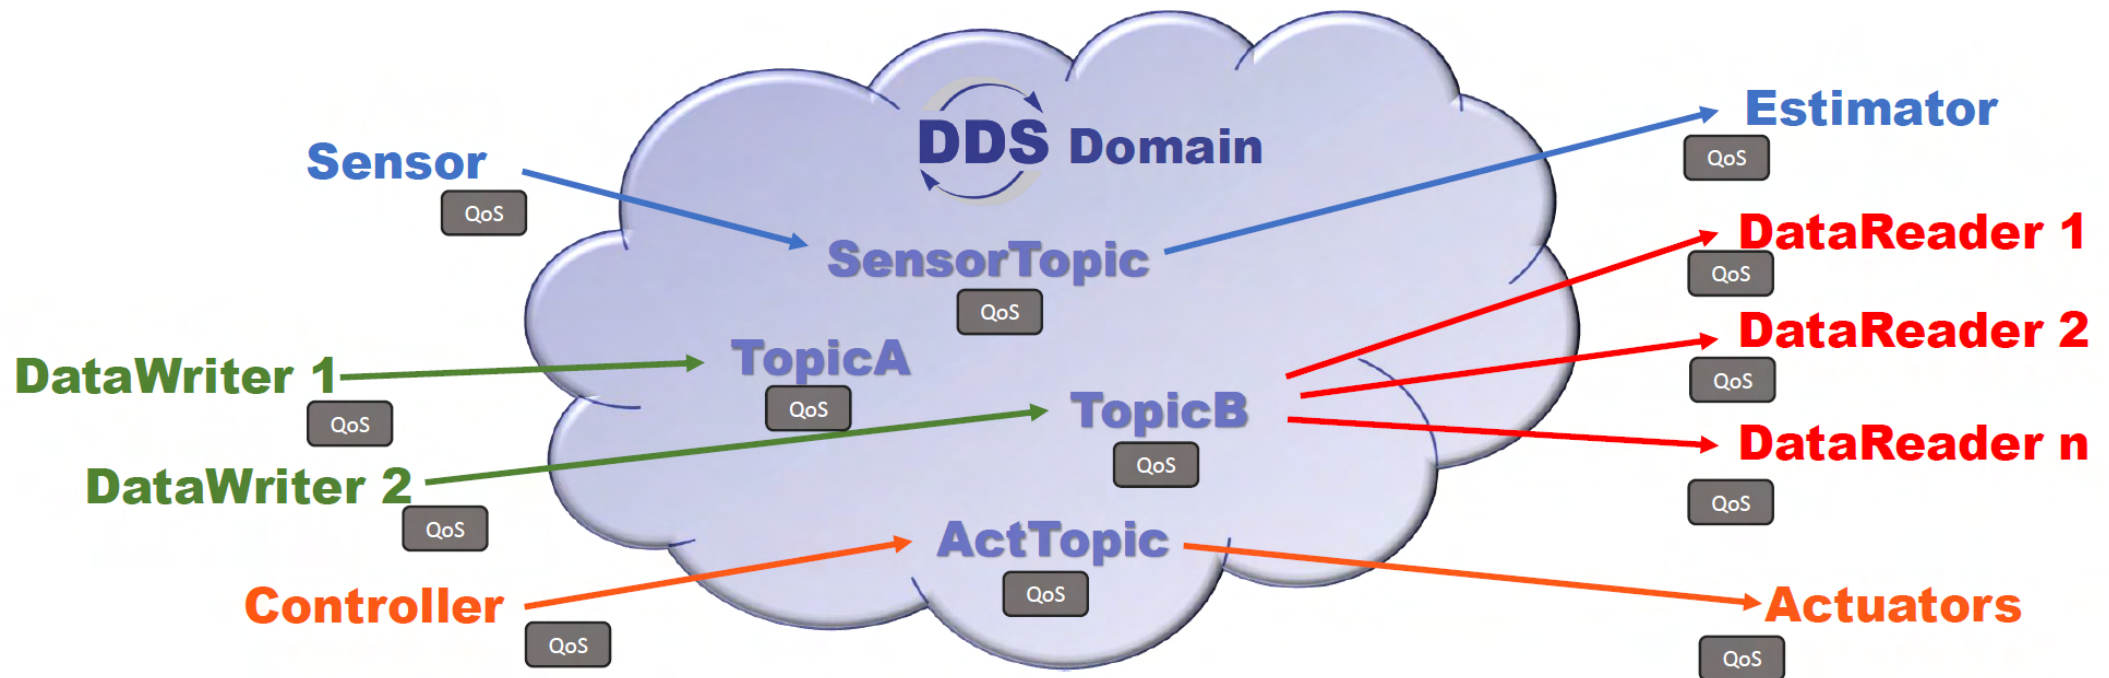 DDS Domain
Sensor
QoS
SensorTopic
QoS
Estimator
QoS
DataWriter 1
QoS
TopicA
QoS
DataWriter 2
QoS
TopicB
QoS
DataReader 1
QoS
DataReader 2
QoS
DataReader n
QoS
Controller
QoS
ActTopic
QoS
Actuators
QoS